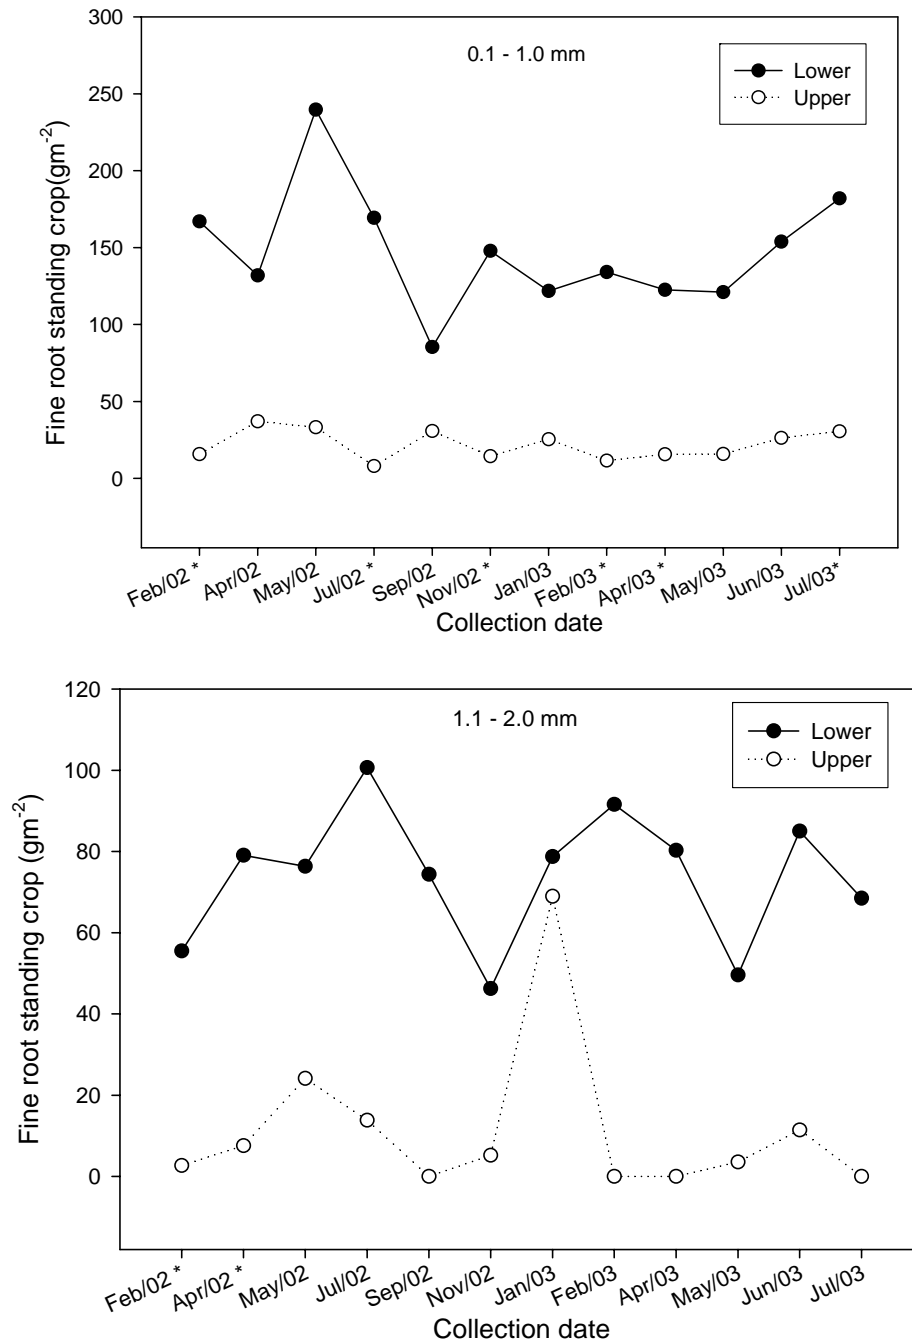 300
250
200
150
100
50
0
Fine root standing crop(gm-2)
0.1 - 1.0 mm
Lower
Upper
Feb/02 *
Apr/02
May/02
Jul/02 *
Sep/02
Nov/02 *
Jan/03
Feb/03 *
Apr/03 *
May/03
Jun/03
Jul/03*
Collection date
120
100
80
60
40
20
0
Fine root standing crop (gm-2)
1.1 - 2.0 mm
Lower
Upper
Feb/02 *
Apr/02 *
May/02
Jul/02
Sep/02
Nov/02
Jan/03
Feb/03
Apr/03
May/03
Jun/03
Jul/03
Collection date